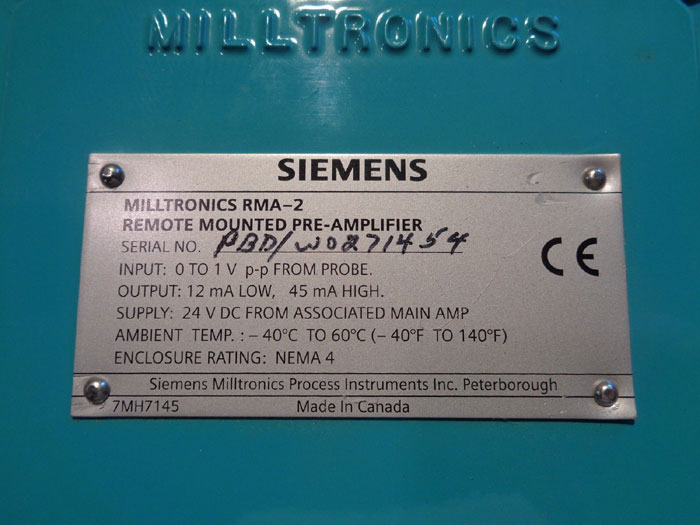 MILLTRONICS
SIEMENS
MILLTRONICS RMA-2
REMOTE MOUNTED PRE-AMPLIFIER
SERIAL NO. PBD/W0271454
INPUT: 0 TO 1 V p-p FROM PROBE.
OUTPUT: 12 mA LOW, 45 mA HIGH.
SUPPLY: 24 V DC FROM ASSOCIATED MAIN AMP
AMBIENT TEMP. : – 40°C TO 60°C (– 40°F TO 140°F)
ENCLOSURE RATING: NEMA 4
CE
Siemens Milltronics Process Instruments Inc. Peterborough
7MH7145 Made In Canada